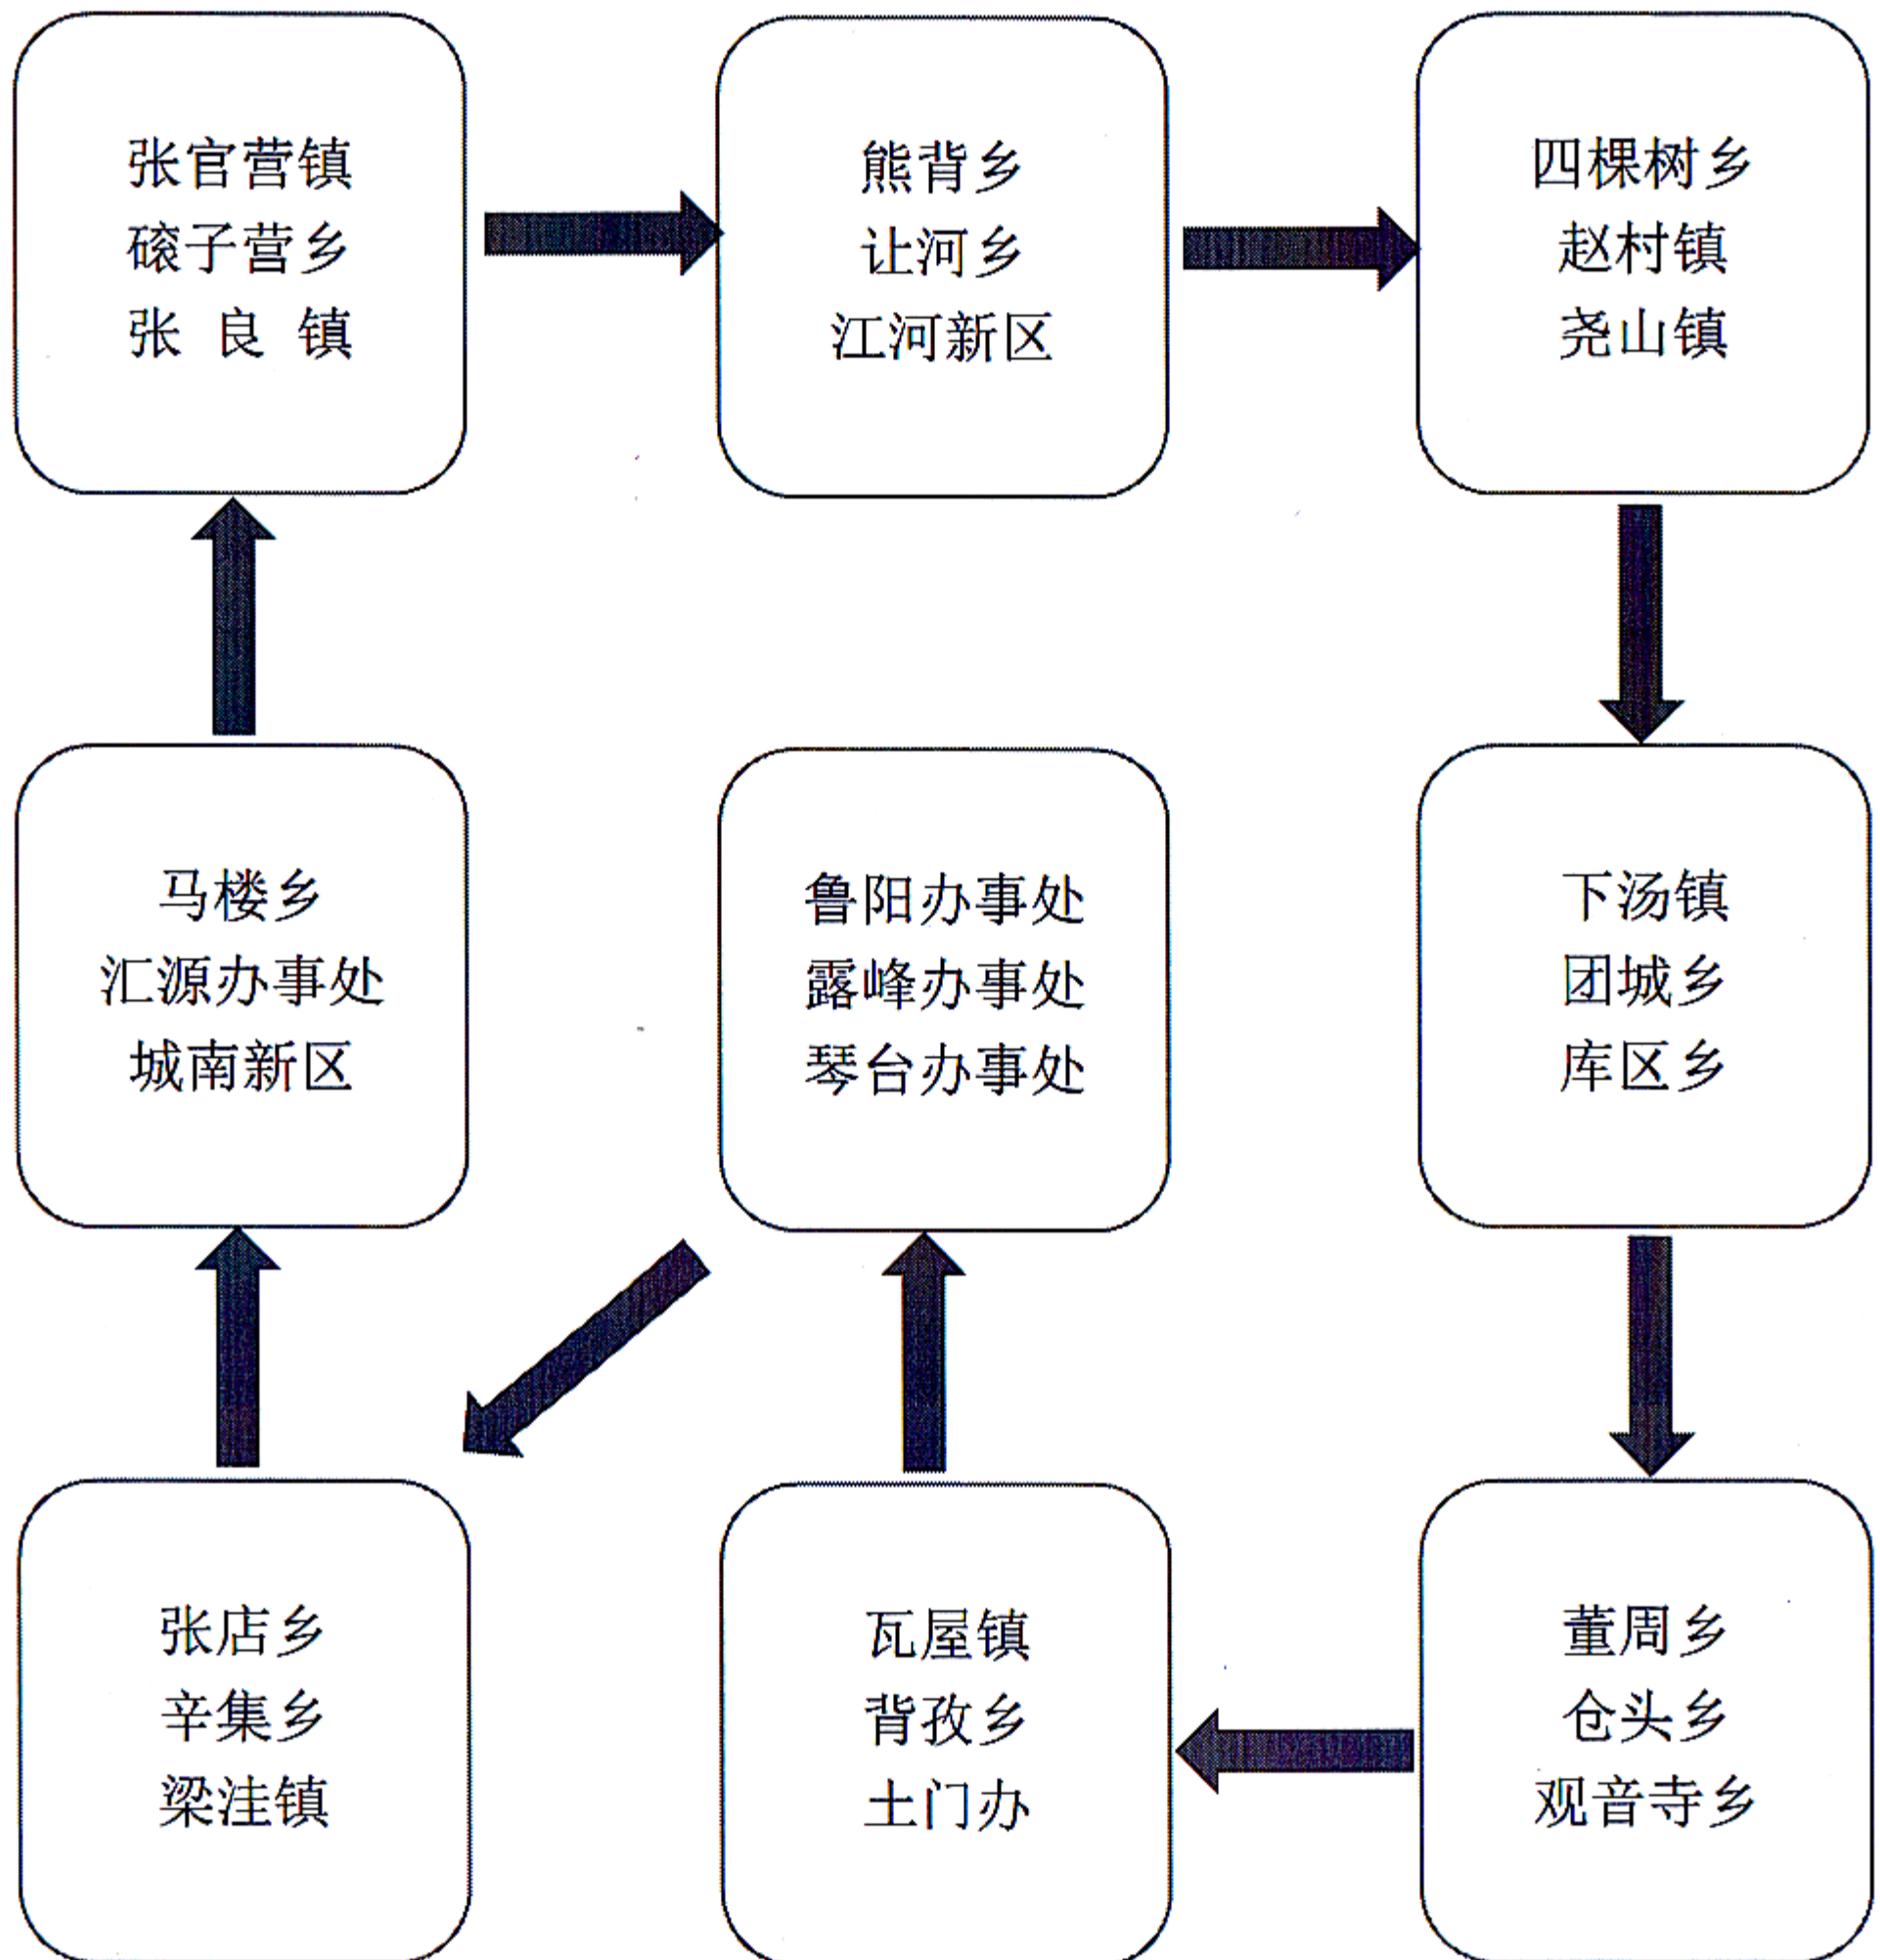 张官营镇
磙子营乡
张 良 镇
熊背乡
让河乡
江河新区
四棵树乡
赵村镇
尧山镇
马楼乡
汇源办事处
城南新区
鲁阳办事处
露峰办事处
琴台办事处
下汤镇
团城乡
库区乡
张店乡
辛集乡
梁洼镇
瓦屋镇
背孜乡
土门办
董周乡
仓头乡
观音寺乡